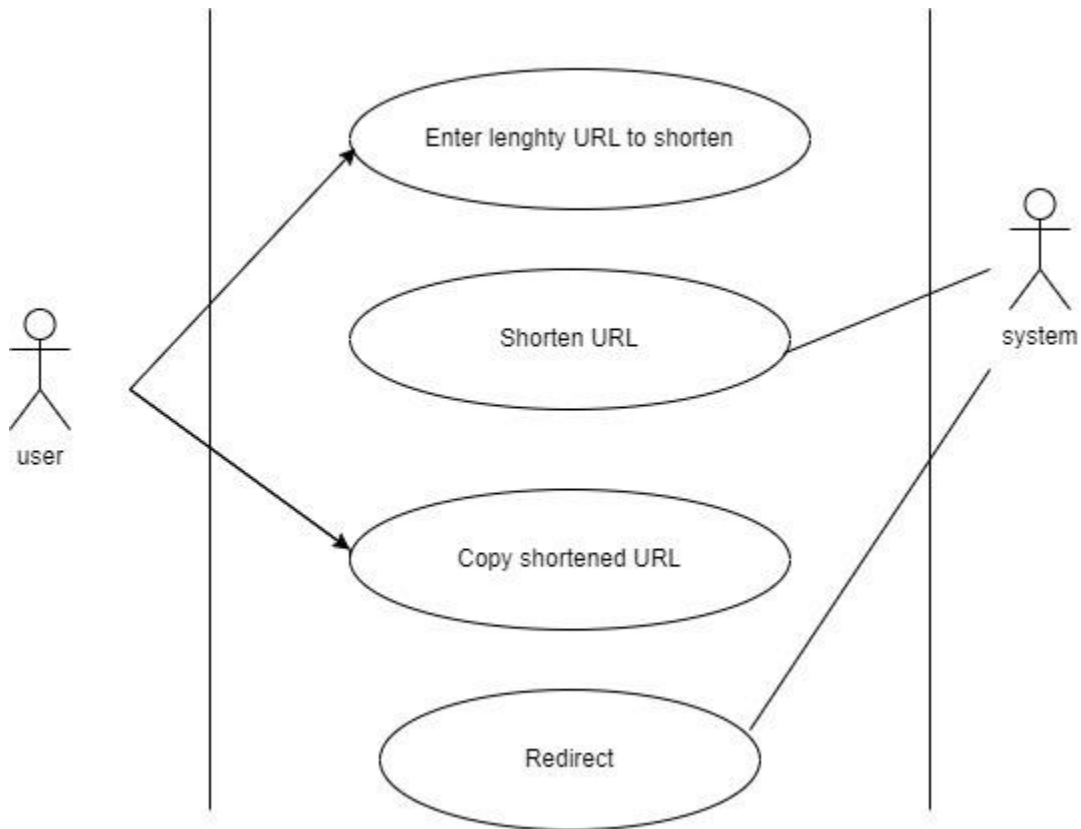 Enter lenghty URL to shorten
Shorten URL
system
user
Copy shortened URL
Redirect